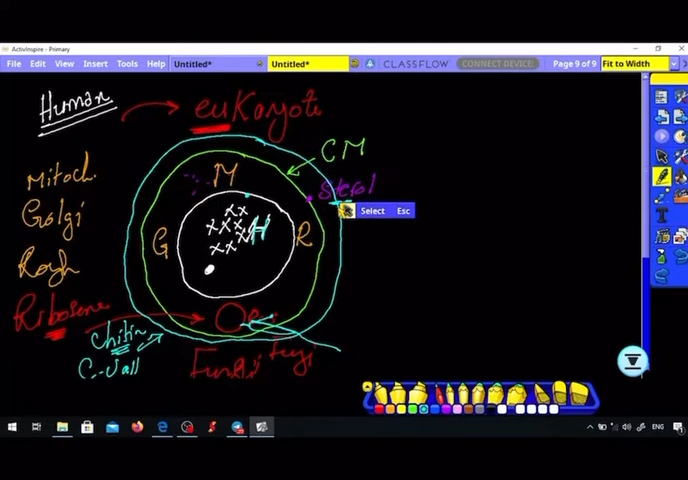 ActivInspire - Primary
File Edit View Insert Tools Help Untitled* Untitled* CLASSFLOW CONNECT DEVICE Page 9 of 9 Fit to Width
Human eukaryote
CM
Mitoch. M Sterol
Select Esc
Golgi
G H R
Rough
Ribosome
Chitin
C-wall Fungi
ENG